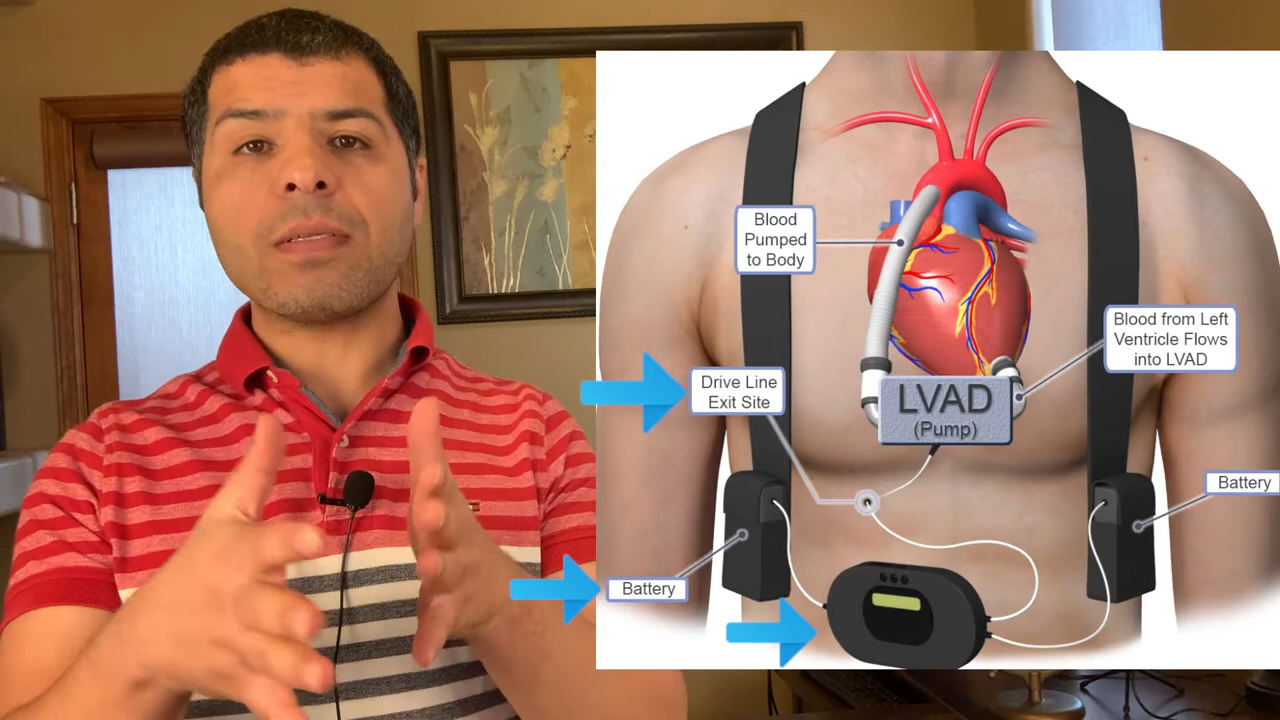 Blood
Pumped
to Body
Blood from Left
Ventricle Flows
into LVAD
Drive Line
Exit Site
LVAD
(Pump)
Battery
Battery